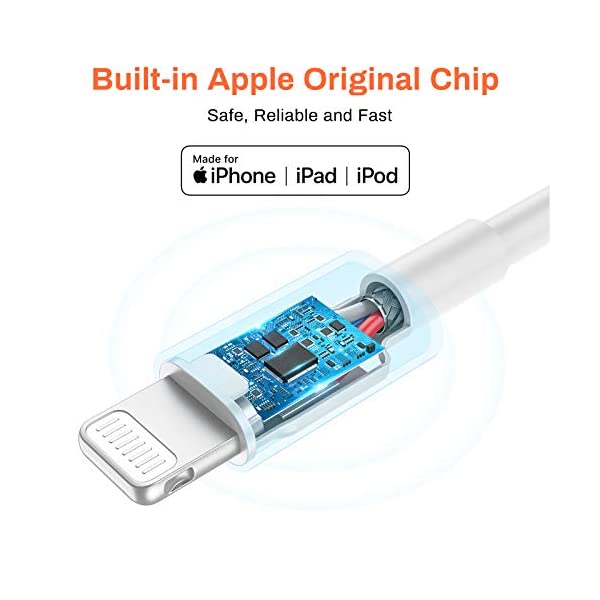 Built-in Apple Original Chip
Safe, Reliable and Fast
Made for
iPhone | iPad | iPod